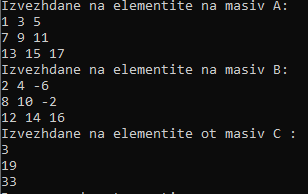 Izvezhdane na elementite na masiv A:
1 3 5
7 9 11
13 15 17
Izvezhdane na elementite na masiv B:
2 4 -6
8 10 -2
12 14 16
Izvezhdane na elementite ot masiv C :
3
19
33